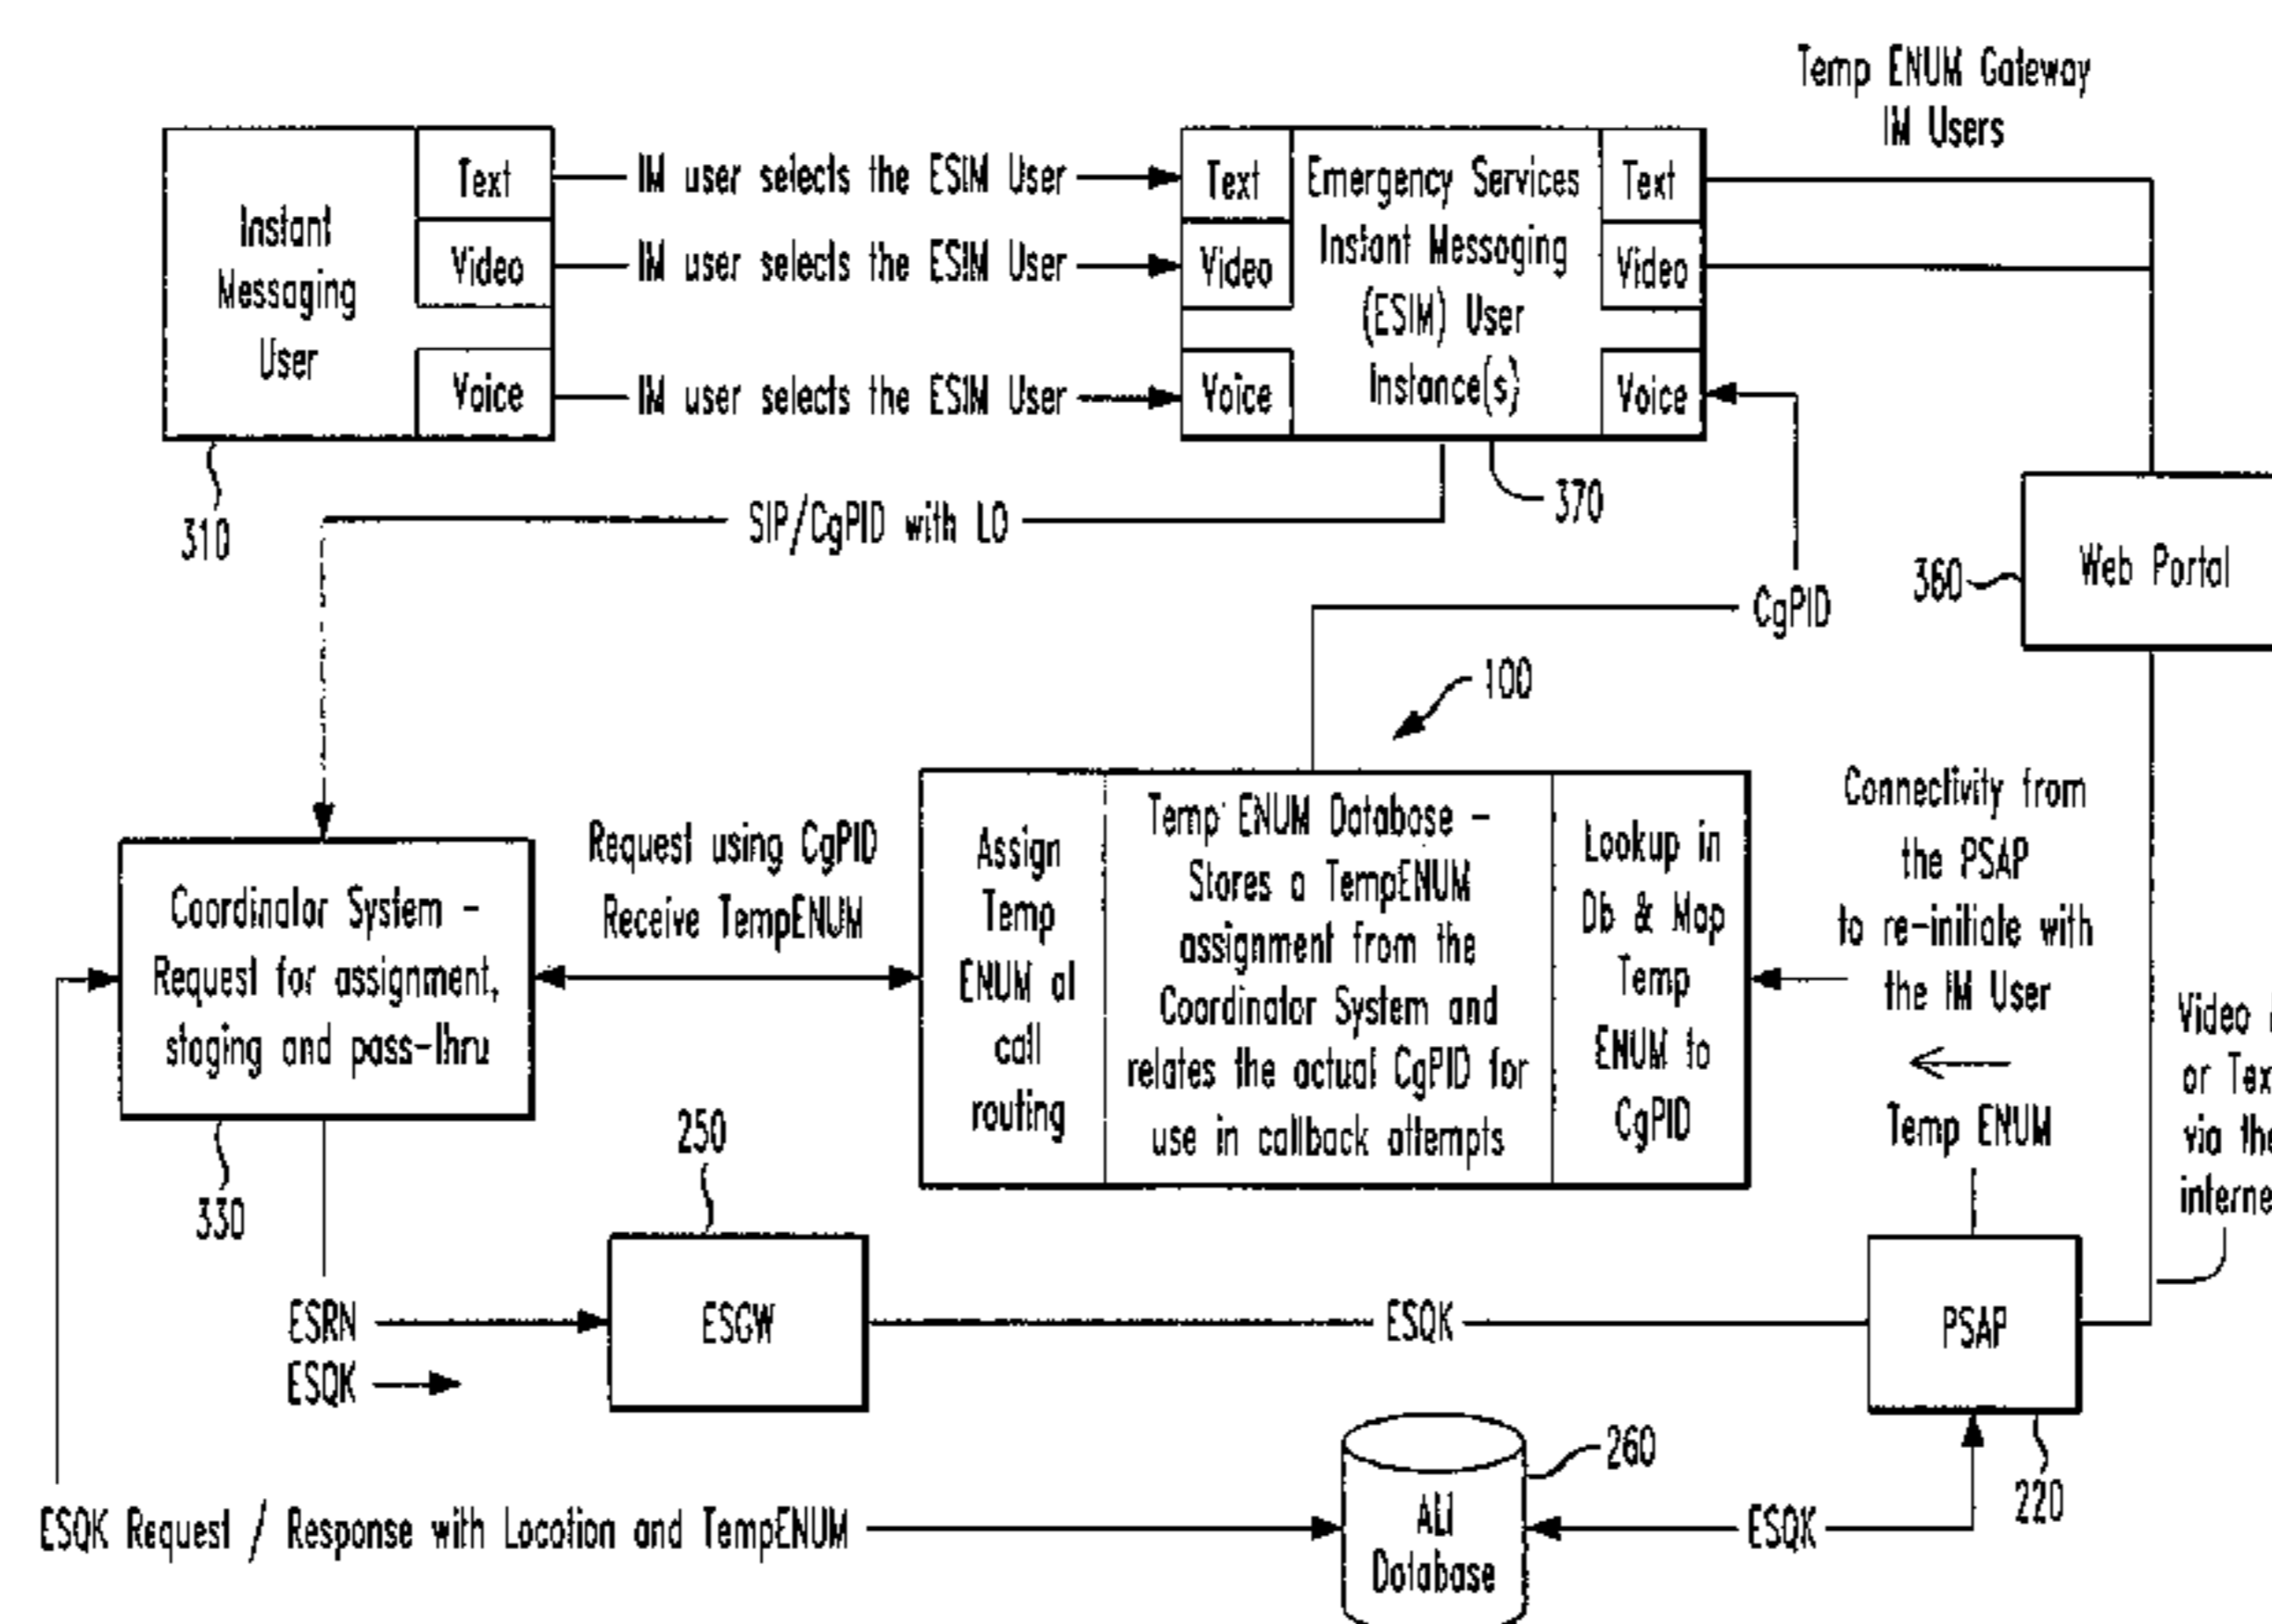 Temp ENUM Gateway
IM Users
Instant
Messaging
User
Text
Video
Voice
IM user selects the ESIM User
IM user selects the ESIM User
IM user selects the ESIM User
Text
Video
Voice
Emergency Services
Instant Messaging
(ESIM) User
Instance(s)
Text
Video
Voice
310
SIP/CgPID with LO
370
360
Web Portal
CgPID
100
Coordinator System -
Request for assignment,
staging and pass-thru
Request using CgPID
Receive TempENUM
Assign
Temp
ENUM at
call
routing
Temp ENUM Database -
Stores a TempENUM
assignment from the
Coordinator System and
relates the actual CgPID for
use in callback attempts
Lookup in
Db & Map
Temp
ENUM to
CgPID
Connectivity from
the PSAP
to re-initiate with
the IM User
Temp ENUM
Video
or
via
330
250
ESRN
ESQK
ESGW
ESQK
PSAP
220
260
ESQK Request / Response with Location and TempENUM
ALI
Database
ESQK